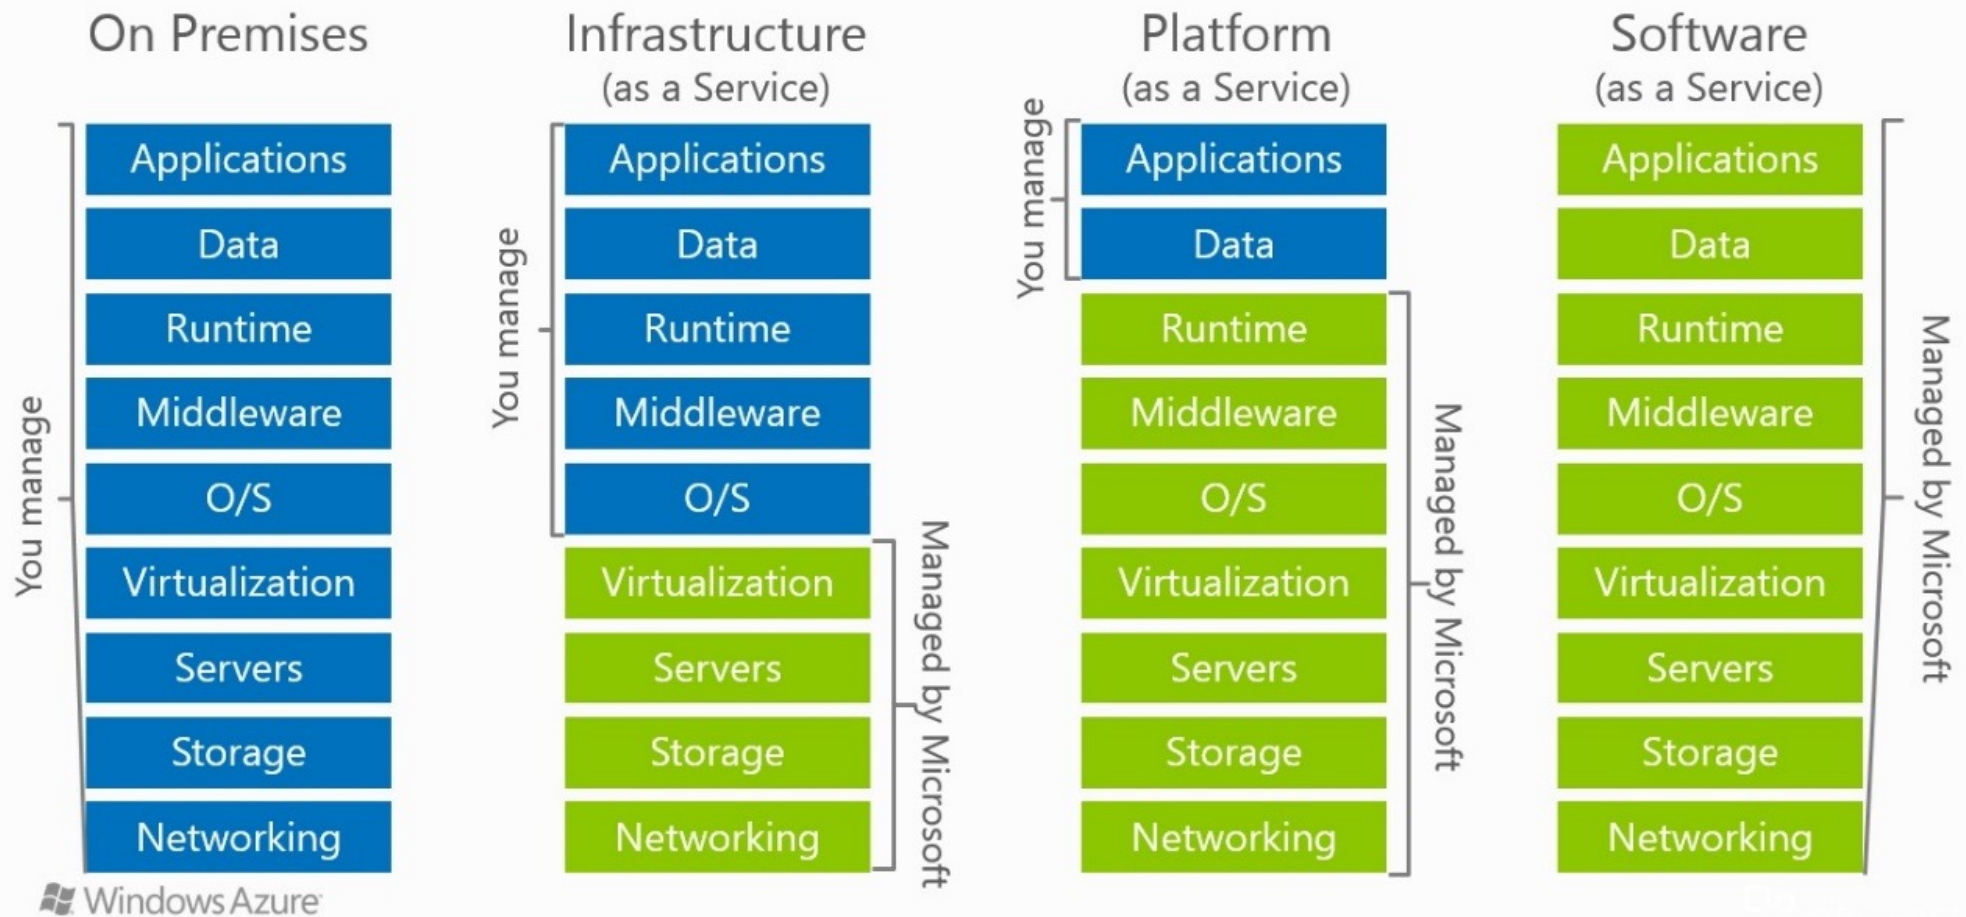 On Premises
You manage
Applications
Data
Runtime
Middleware
O/S
Virtualization
Servers
Storage
Networking
Infrastructure
(as a Service)
You manage
Applications
Data
Runtime
Middleware
O/S
Virtualization
Servers
Storage
Networking
Managed by Microsoft
Platform
(as a Service)
You manage
Applications
Data
Runtime
Middleware
O/S
Virtualization
Servers
Storage
Networking
Managed by Microsoft
Software
(as a Service)
Applications
Data
Runtime
Middleware
O/S
Virtualization
Servers
Storage
Networking
Managed by Microsoft
Windows Azure